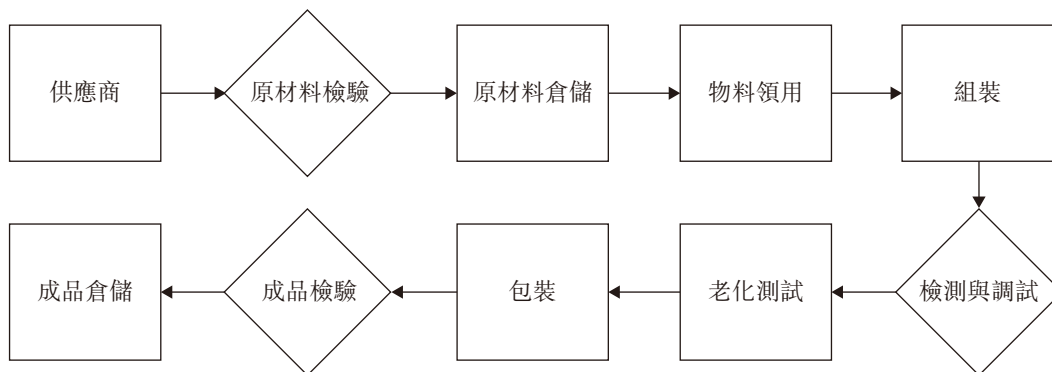 供應商
原材料檢驗
原材料倉儲
物料領用
組裝
成品倉儲
成品檢驗
包裝
老化測試
檢測與調試